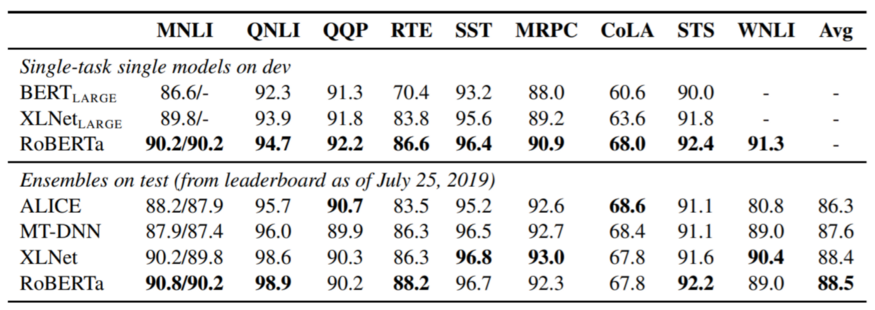 MNLI QNLI QQP RTE SST MRPC CoLA STS WNLI Avg
Single-task single models on dev
BERTLARGE 86.6/- 92.3 91.3 70.4 93.2 88.0 60.6 90.0 - -
XLNetLARGE 89.8/- 93.9 91.8 83.8 95.6 89.2 63.6 91.8 - -
RoBERTa 90.2/90.2 94.7 92.2 86.6 96.4 90.9 68.0 92.4 91.3 -
Ensembles on test (from leaderboard as of July 25, 2019)
ALICE 88.2/87.9 95.7 90.7 83.5 95.2 92.6 68.6 91.1 80.8 86.3
MT-DNN 87.9/87.4 96.0 89.9 86.3 96.5 92.7 68.4 91.1 89.0 87.6
XLNet 90.2/89.8 98.6 90.3 86.3 96.8 93.0 67.8 91.6 90.4 88.4
RoBERTa 90.8/90.2 98.9 90.2 88.2 96.7 92.3 67.8 92.2 89.0 88.5